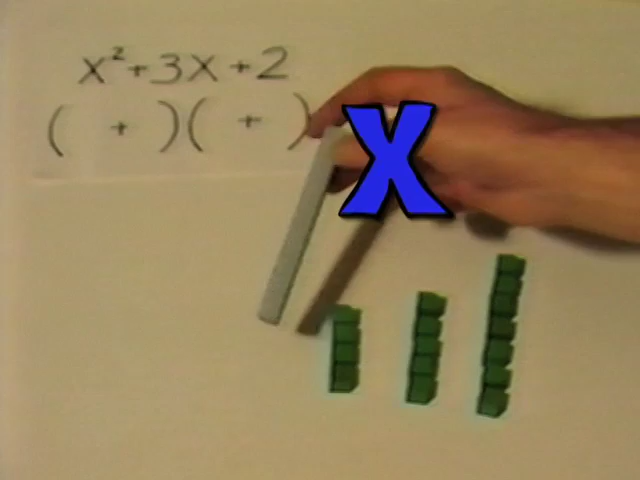 x²+3x+2
( + )( + )
X